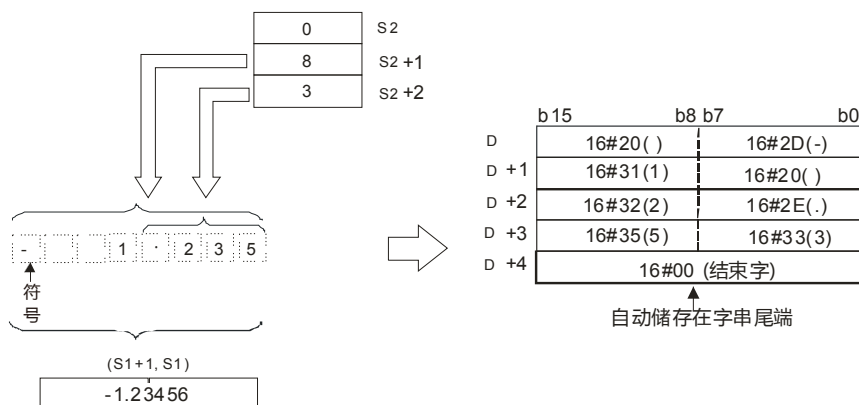 0 S2
8 S2 +1
3 S2 +2
b15 b8 b7 b0
D 16#20( ) 16#2D(-)
D +1 16#31(1) 16#20( )
D +2 16#32(2) 16#2E(.)
D +3 16#35(5) 16#33(3)
D +4 16#00 (结束字)
自动储存在字串尾端
- 1 . 2 3 5
符
号
(S1+1, S1)
-1.23456